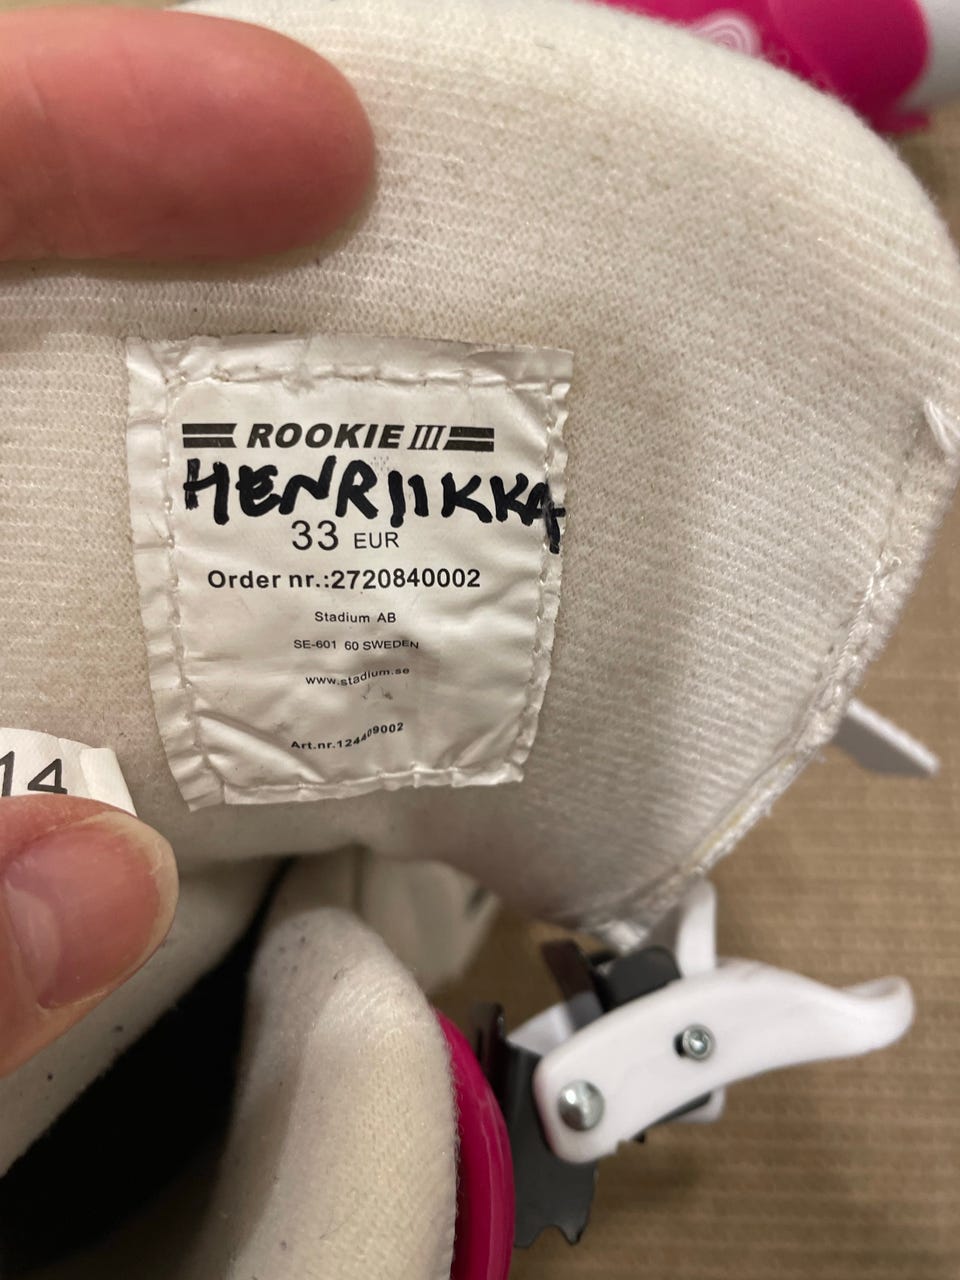 ROOKIE III
HENRIIKKA
33 EUR
Order nr.:2720840002
Stadium AB
SE-601 60 SWEDEN
www.stadium.se
Art.nr.124409002
14